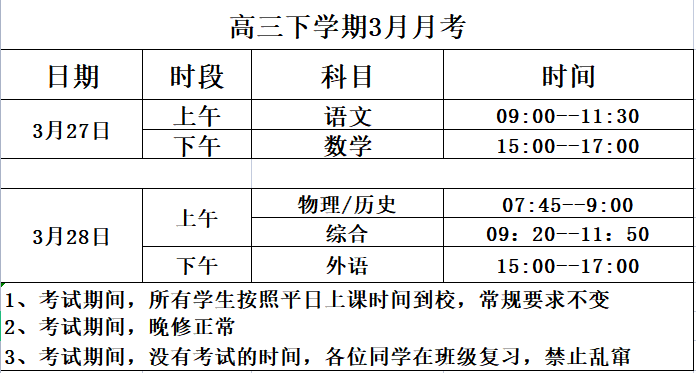 高三下学期3月月考
日期 时段 科目 时间
3月27日 上午 语文 09:00--11:30
下午 数学 15:00--17:00
3月28日 上午 物理/历史 07:45--9:00
综合 09：20--11：50
下午 外语 15:00--17:00
1、考试期间，所有学生按照平日上课时间到校，常规要求不变
2、考试期间，晚修正常
3、考试期间，没有考试的时间，各位同学在班级复习，禁止乱窜